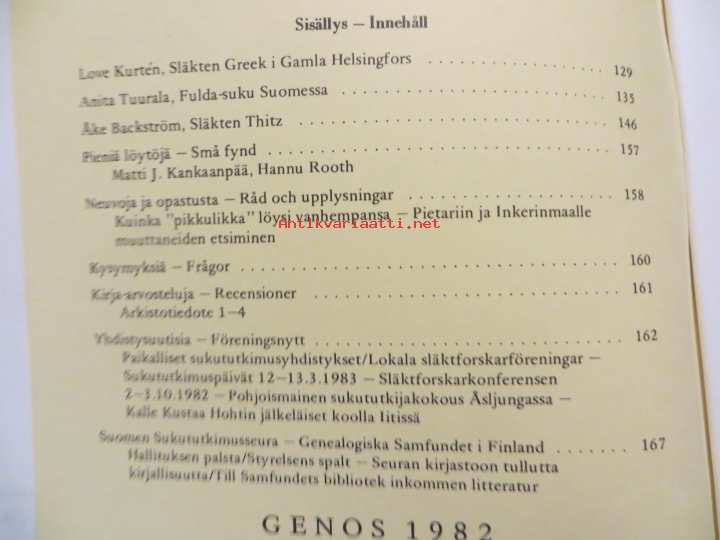 Sisällys — Innehåll
Love Kurtén, Släkten Greek i Gamla Helsingfors . . . . . . . . . . . . . . 129
Anita Tuurala, Fulda-suku Suomessa . . . . . . . . . . . . . . . . . . . . 135
Åke Backström, Släkten Thitz . . . . . . . . . . . . . . . . . . . . . . . 146
Pieniä löytöjä — Små fynd . . . . . . . . . . . . . . . . . . . . . . . . . 157
Matti J. Kankaanpää, Hannu Rooth
Neuvoja ja opastusta — Råd och upplysningar . . . . . . . . . . . . . . . . 158
Kuinka "pikkulikka" löysi vanhempansa — Pietariin ja Inkerinmaalle
Antikvariaatti.net
muuttaneiden etsiminen
Kysymyksiä — Frågor . . . . . . . . . . . . . . . . . . . . . . . . . . . . 160
Kirja-arvosteluja — Recensioner . . . . . . . . . . . . . . . . . . . . . . 161
Arkistotiedote 1—4
Yhdistysuutisia — Föreningsnytt . . . . . . . . . . . . . . . . . . . . . . 162
Paikalliset sukututkimusyhdistykset/Lokala släktforskarföreningar —
Sukututkimuspäivät 12—13.3.1983 — Släktforskarkonferensen
2—3.10.1982 — Pohjoismainen sukututkijakokous Åsljungassa —
Kalle Kustaa Hohtin jälkeläiset koolla Iitissä
Suomen Sukututkimusseura — Genealogiska Samfundet i Finland . . . . . . 167
Hallituksen palsta/Styrelsens spalt — Seuran kirjastoon tullutta
kirjallisuutta/Till Samfundets bibliotek inkommen litteratur
GENOS 1982